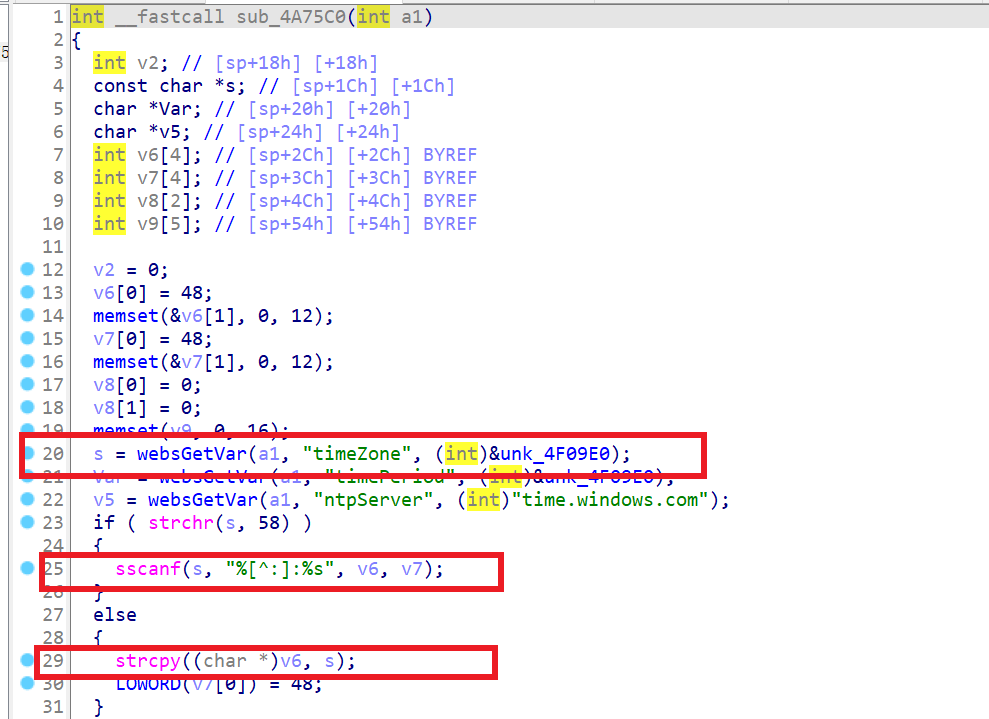 1 int __fastcall sub_4A75C0(int a1)
2 {
3 int v2; // [sp+18h] [+18h]
4 const char *s; // [sp+1Ch] [+1Ch]
5 char *Var; // [sp+20h] [+20h]
6 char *v5; // [sp+24h] [+24h]
7 int v6[4]; // [sp+2Ch] [+2Ch] BYREF
8 int v7[4]; // [sp+3Ch] [+3Ch] BYREF
9 int v8[2]; // [sp+4Ch] [+4Ch] BYREF
10 int v9[5]; // [sp+54h] [+54h] BYREF
11
12 v2 = 0;
13 v6[0] = 48;
14 memset(&v6[1], 0, 12);
15 v7[0] = 48;
16 memset(&v7[1], 0, 12);
17 v8[0] = 0;
18 v8[1] = 0;
19 memset(v9, 0, 16);
20 s = websGetVar(a1, "timeZone", (int)&unk_4F09E0);
21 Var = websGetVar(a1, "timePeriod", (int)&unk_4F09E0);
22 v5 = websGetVar(a1, "ntpServer", (int)"time.windows.com");
23 if ( strchr(s, 58) )
24 {
25 sscanf(s, "%[^:]:%s", v6, v7);
26 }
27 else
28 {
29 strcpy((char *)v6, s);
30 LOWORD(v7[0]) = 48;
31 }
5